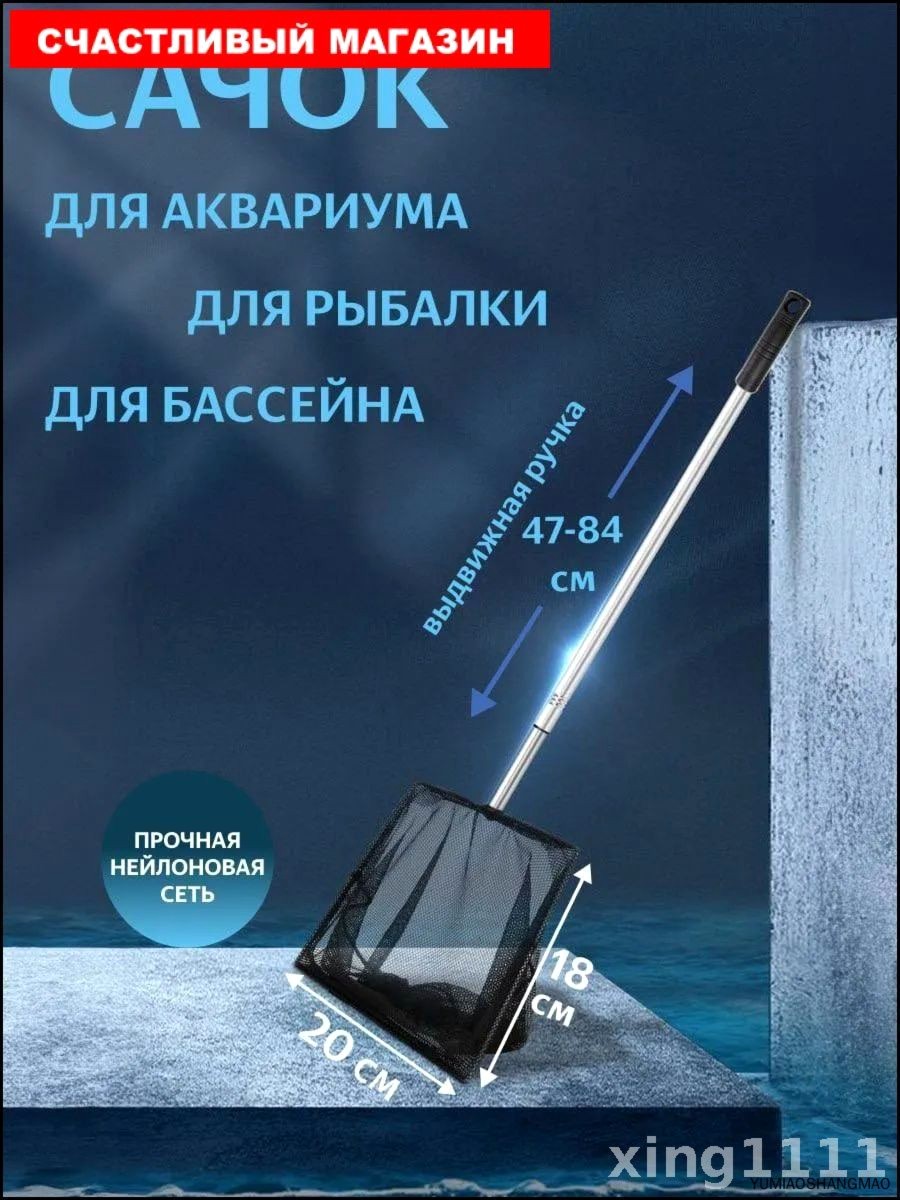 СЧАСТЛИВЫЙ МАГАЗИН
САЧОК
ДЛЯ АКВАРИУМА
ДЛЯ РЫБАЛКИ
ДЛЯ БАССЕЙНА
выдвижная ручка
47-84
см
ПРОЧНАЯ
НЕЙЛОНОВАЯ
СЕТЬ
18
см
20 см
xing1111
YUMIAOSHANGMAO